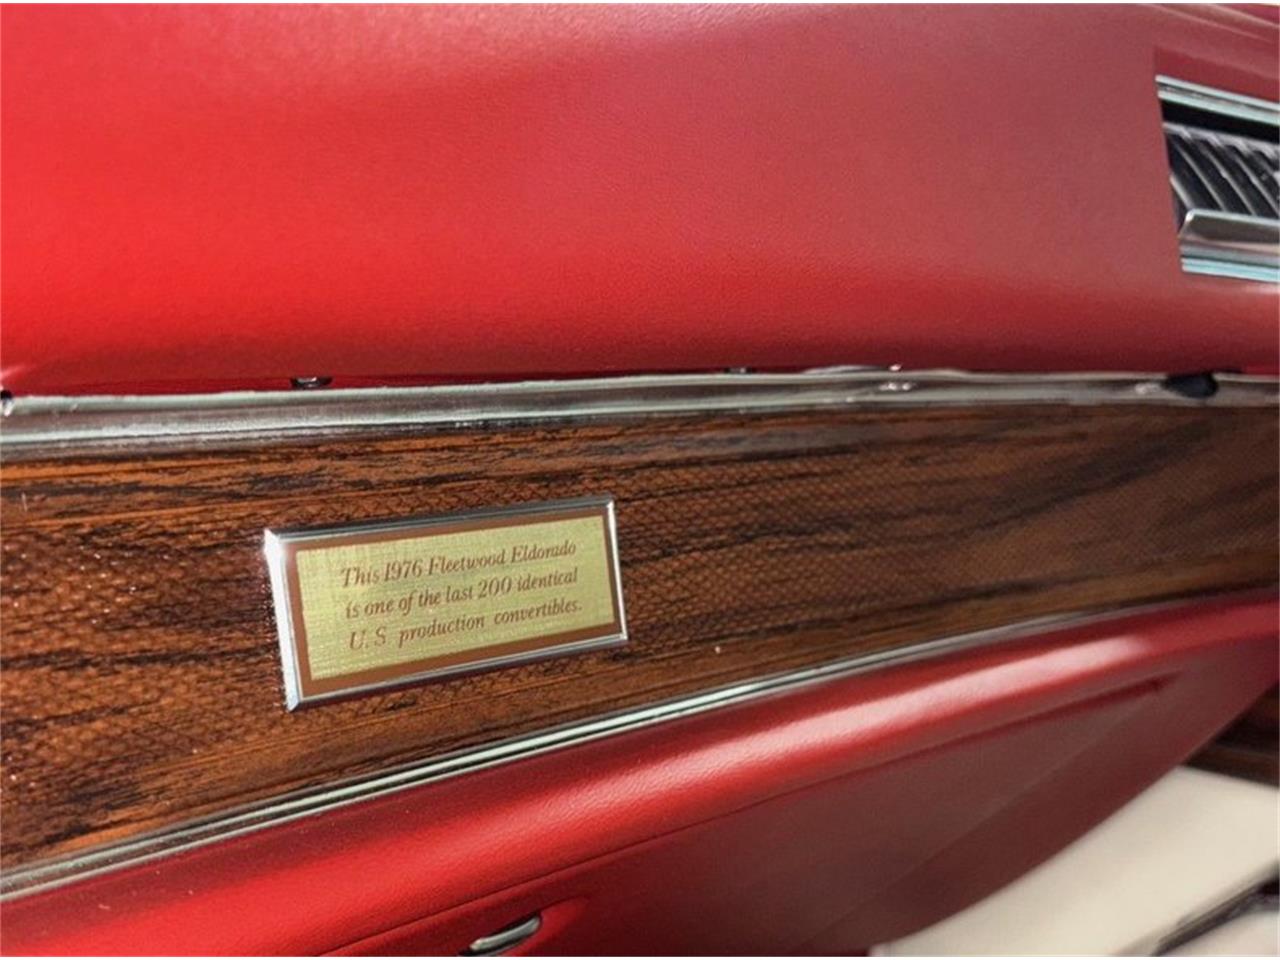 This 1976 Fleetwood Eldorado
is one of the last 200 identical
U.S production convertibles.